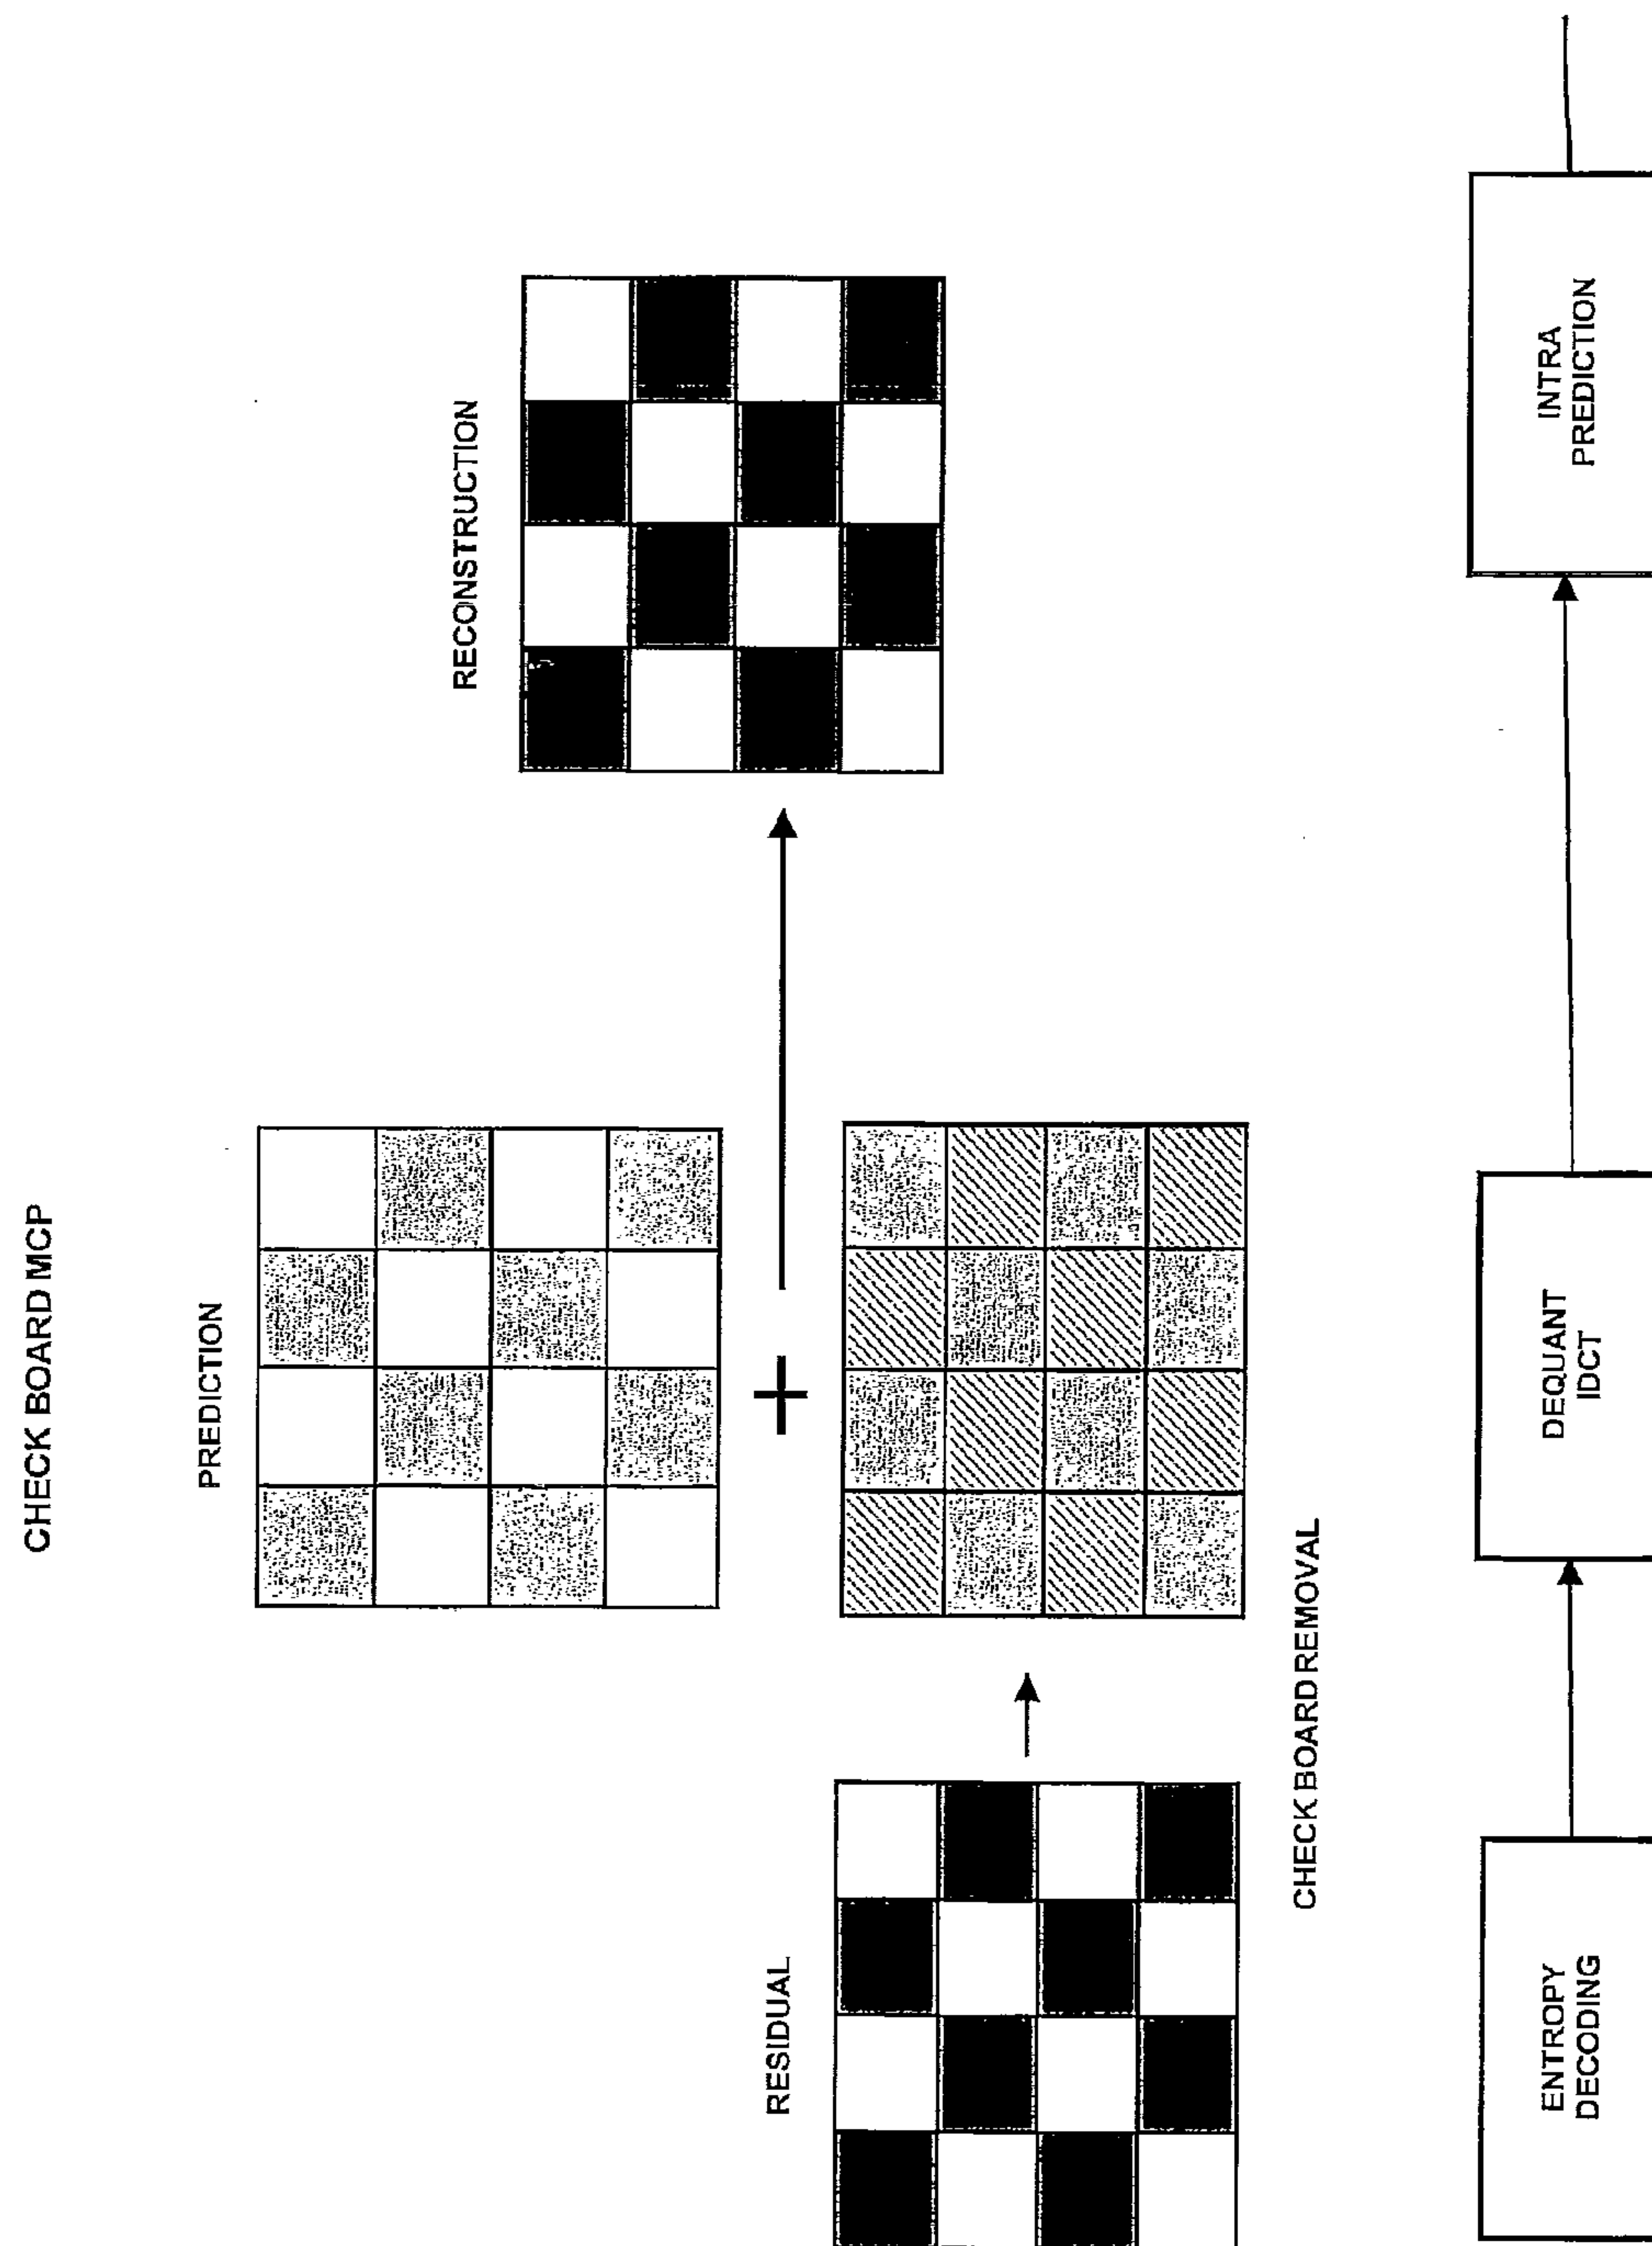 CHECK BOARD MCP
PREDICTION
RECONSTRUCTION
+
RESIDUAL
CHECK BOARD REMOVAL
ENTROPY
DECODING
DEQUANT
IDCT
INTRA
PREDICTION